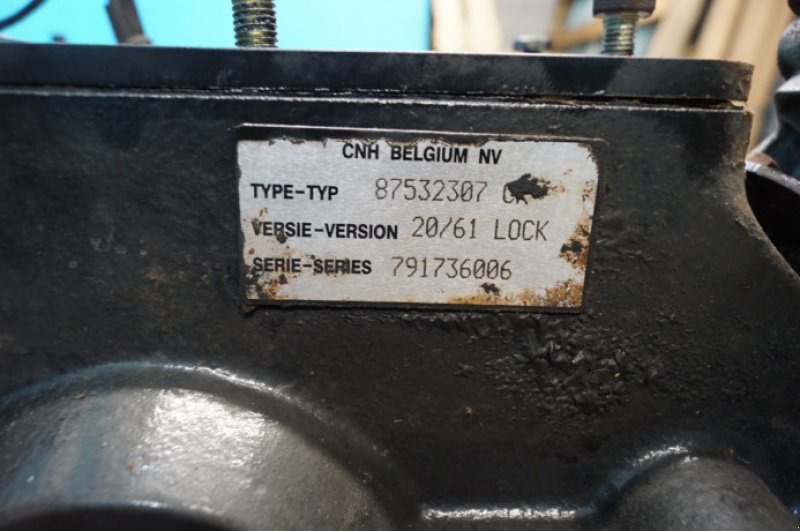 CNH BELGIUM NV
TYPE-TYP 87532307
VERSIE-VERSION 20/61 LOCK
SERIE-SERIES 791736006